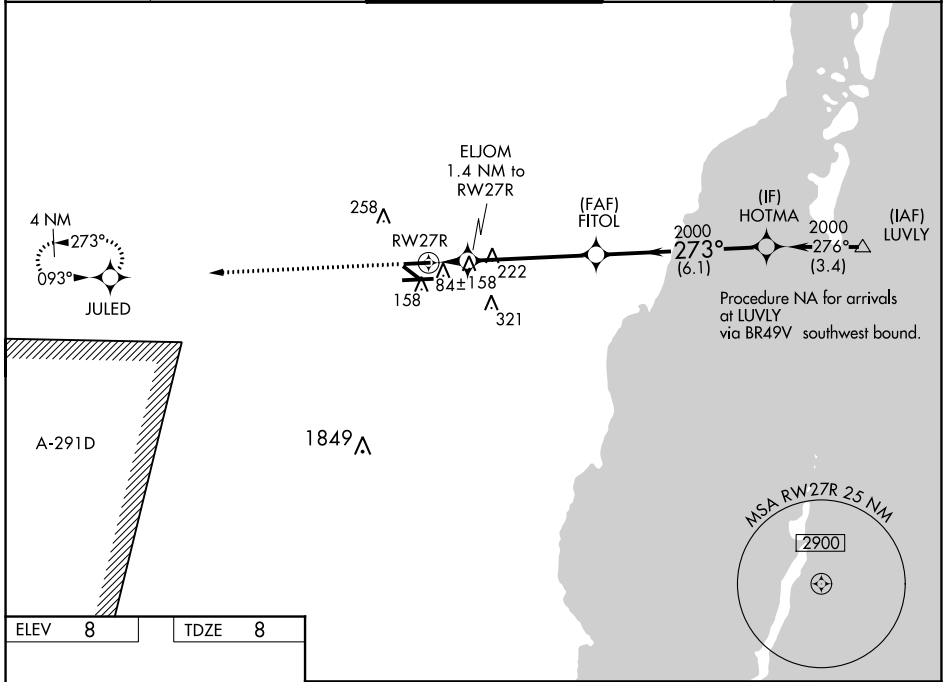 ELJOM
1.4 NM to
RW27R
258
4 NM
273°
093°
JULED
RW27R
(FAF)
FITOL
(IF)
HOTMA
2000
273°
(6.1)
2000
276°
(3.4)
(IAF)
LUVLY
222
158
84±
158
321
Procedure NA for arrivals
at LUVLY
via BR49V southwest bound.
A-291D
1849
MSA RW27R 25 NM
2900
ELEV 8
TDZE 8